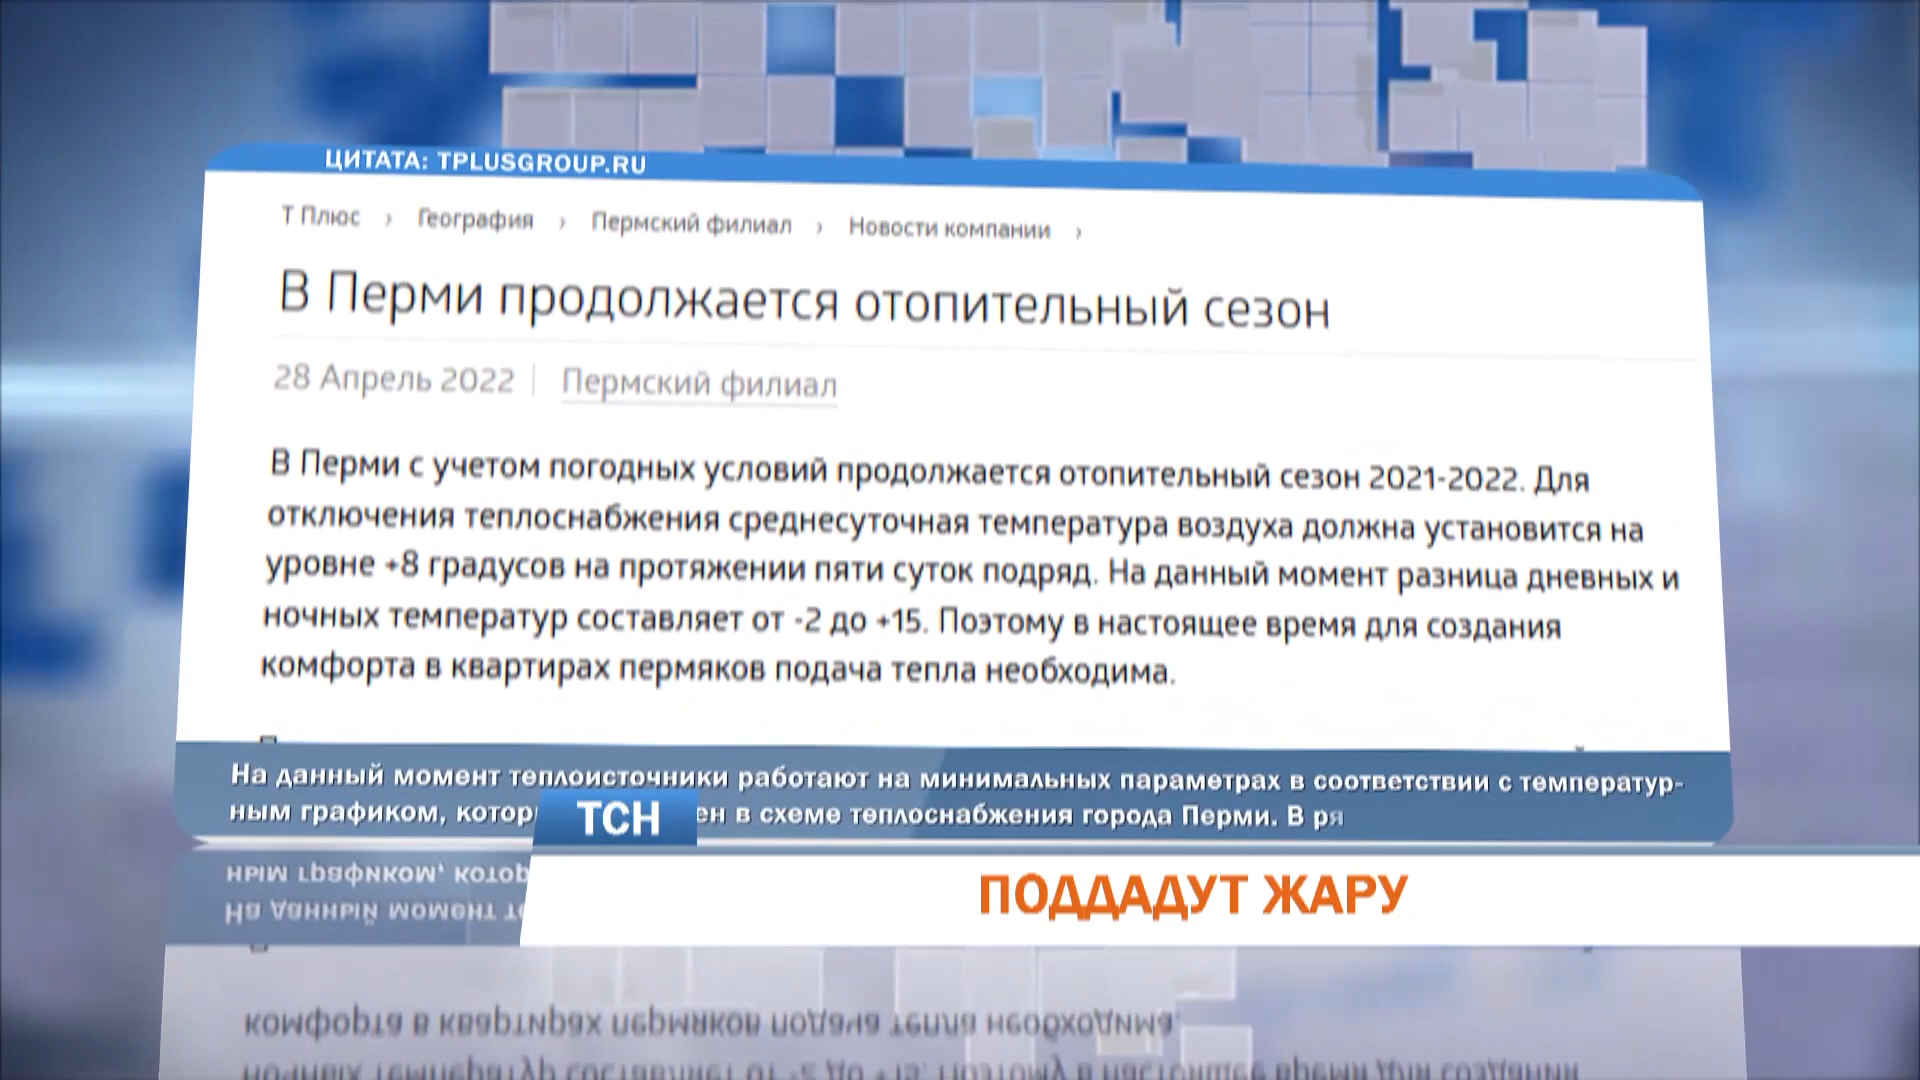 ЦИТАТА: TPLUSGROUP.RU
Т Плюс › География › Пермский филиал › Новости компании ›
В Перми продолжается отопительный сезон
28 Апрель 2022 | Пермский филиал
В Перми с учетом погодных условий продолжается отопительный сезон 2021-2022. Для
отключения теплоснабжения среднесуточная температура воздуха должна установится на
уровне +8 градусов на протяжении пяти суток подряд. На данный момент разница дневных и
ночных температур составляет от -2 до +15. Поэтому в настоящее время для создания
комфорта в квартирах пермяков подача тепла необходима.
На данный момент теплоисточники работают на минимальных параметрах в соответствии с температур-
ным графиком, котор ен в схеме теплоснабжения города Перми. В ря
ТСН
ПОДДАДУТ ЖАРУ